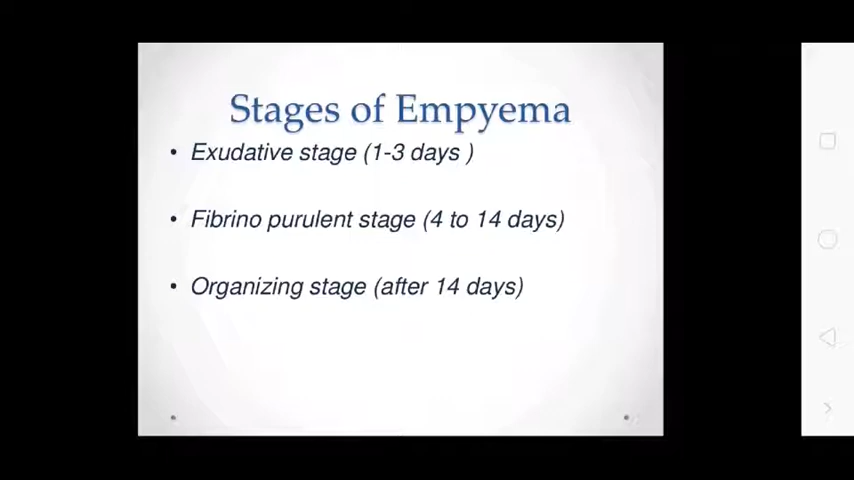 Stages of Empyema
• Exudative stage (1-3 days )
• Fibrino purulent stage (4 to 14 days)
• Organizing stage (after 14 days)